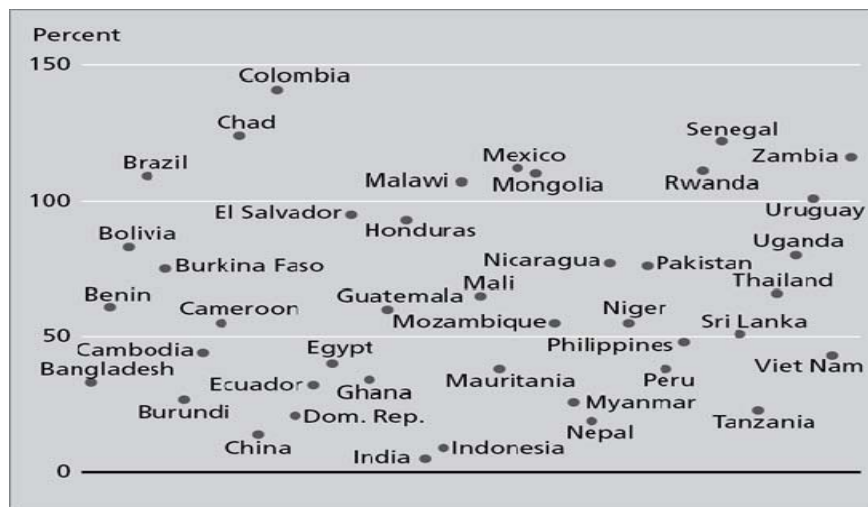 Percent
150
Colombia
Chad
Senegal
Brazil
Mexico
Zambia
Malawi
Mongolia
Rwanda
100
El Salvador
Uruguay
Honduras
Bolivia
Uganda
Burkina Faso
Nicaragua
Pakistan
Mali
Thailand
Benin
Guatemala
Cameroon
Mozambique
Niger
Sri Lanka
50
Cambodia
Egypt
Philippines
Bangladesh
Viet Nam
Ecuador
Ghana
Mauritania
Peru
Burundi
Dom. Rep.
Myanmar
Tanzania
China
Nepal
India
Indonesia
0